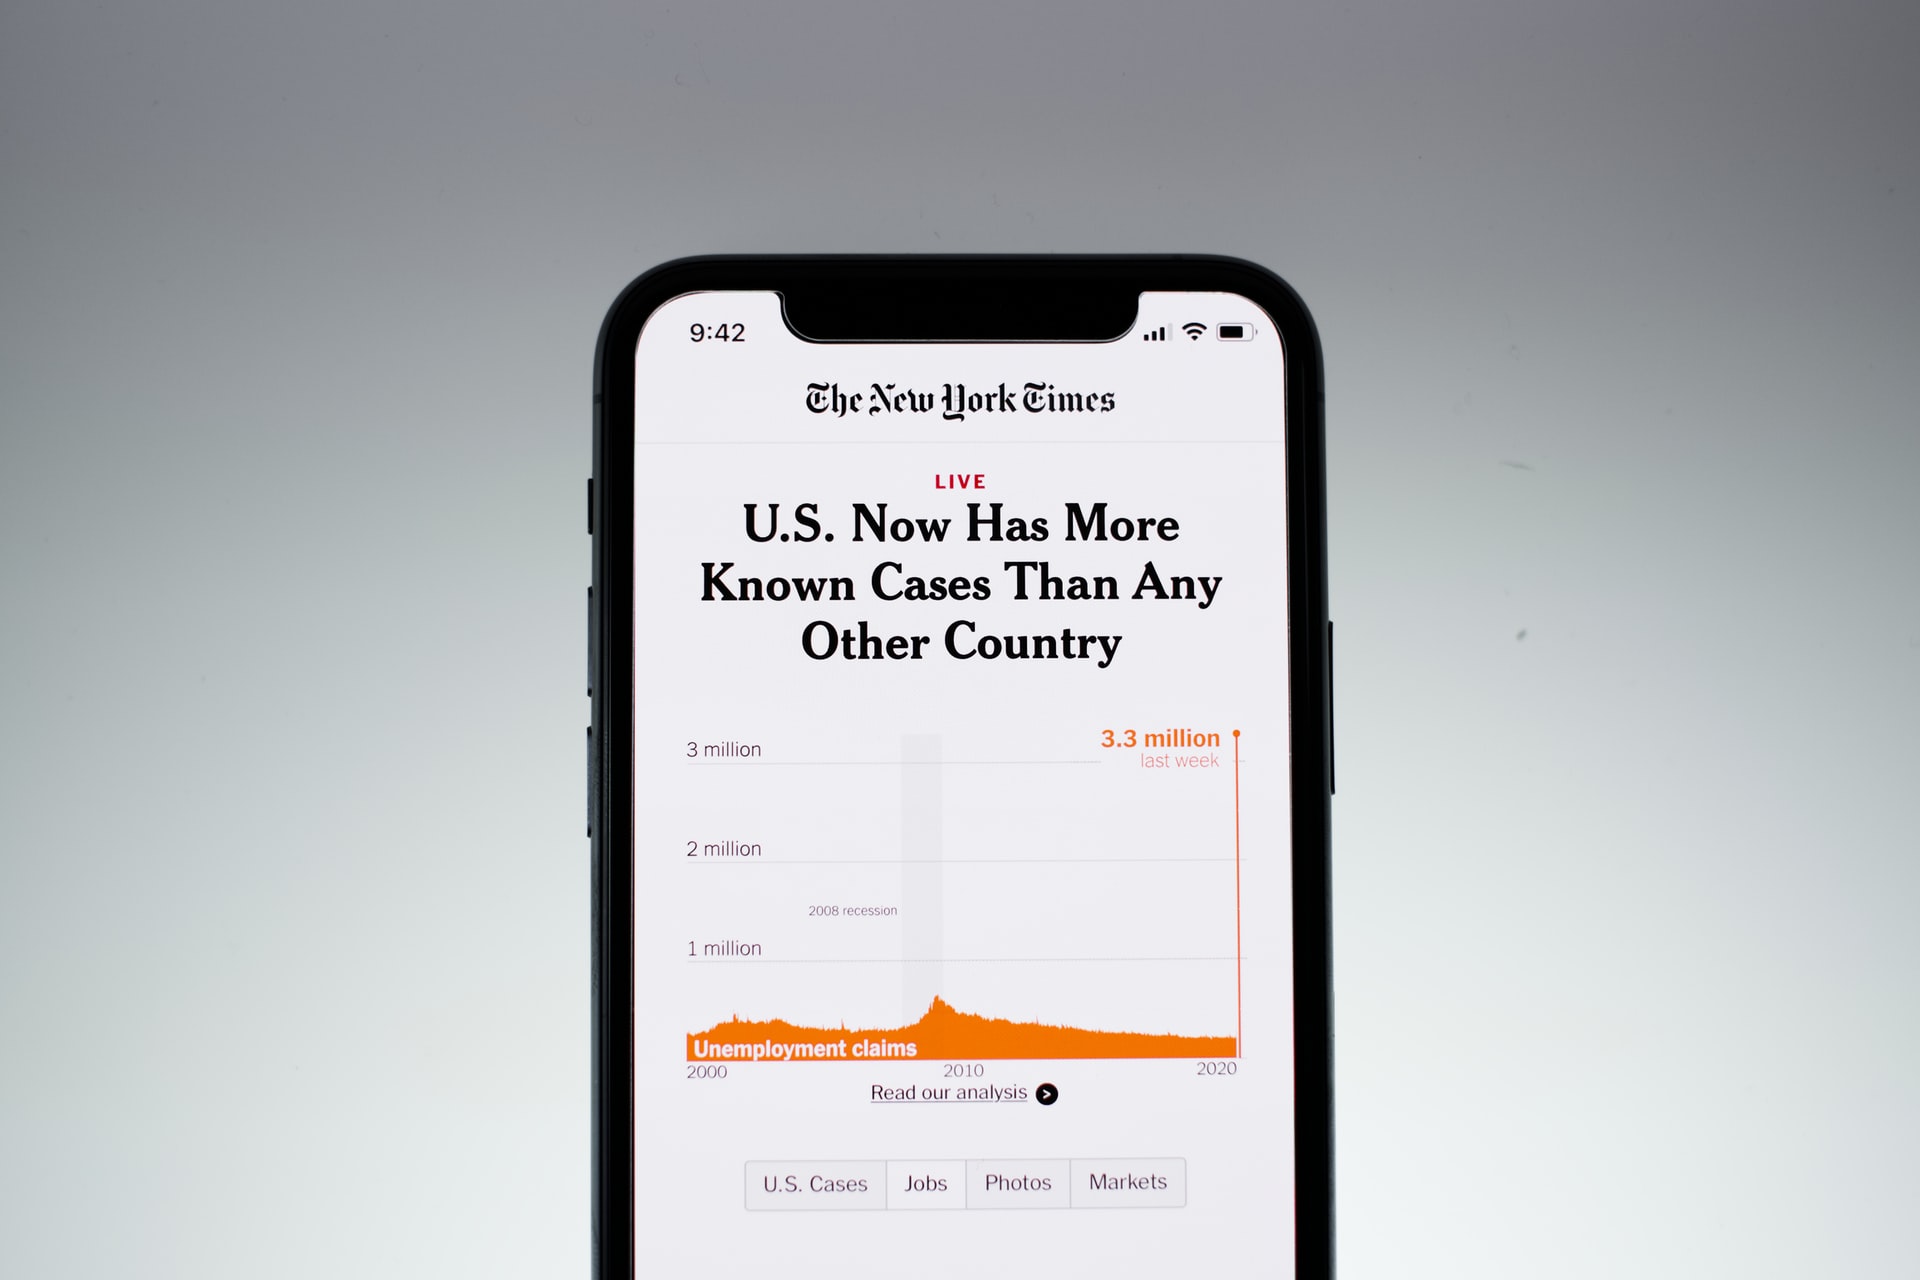 9:42
The New York Times
LIVE
U.S. Now Has More
Known Cases Than Any
Other Country
3 million
3.3 million
last week
2 million
2008 recession
1 million
Unemployment claims
2000 2010 2020
Read our analysis
U.S. Cases Jobs Photos Markets